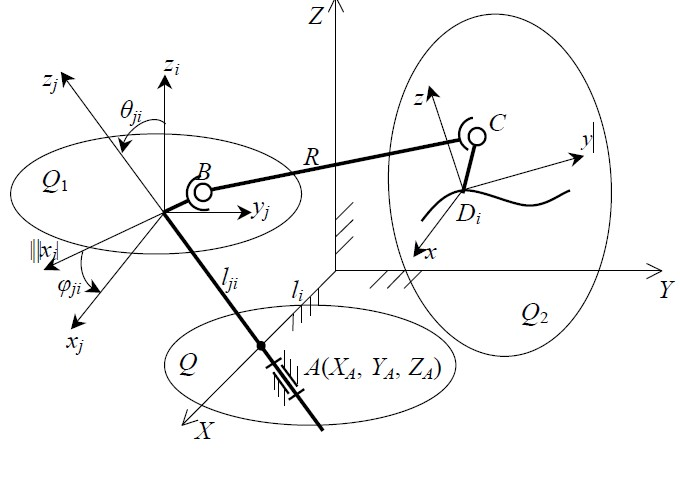 Z
z_i
z_j
θ_ji
z
C
y
B
R
Q_1
y_j
D_i
x_i
x
φ_ji
l_ji
l_i
x_j
Y
Q_2
Q
A(X_A, Y_A, Z_A)
X